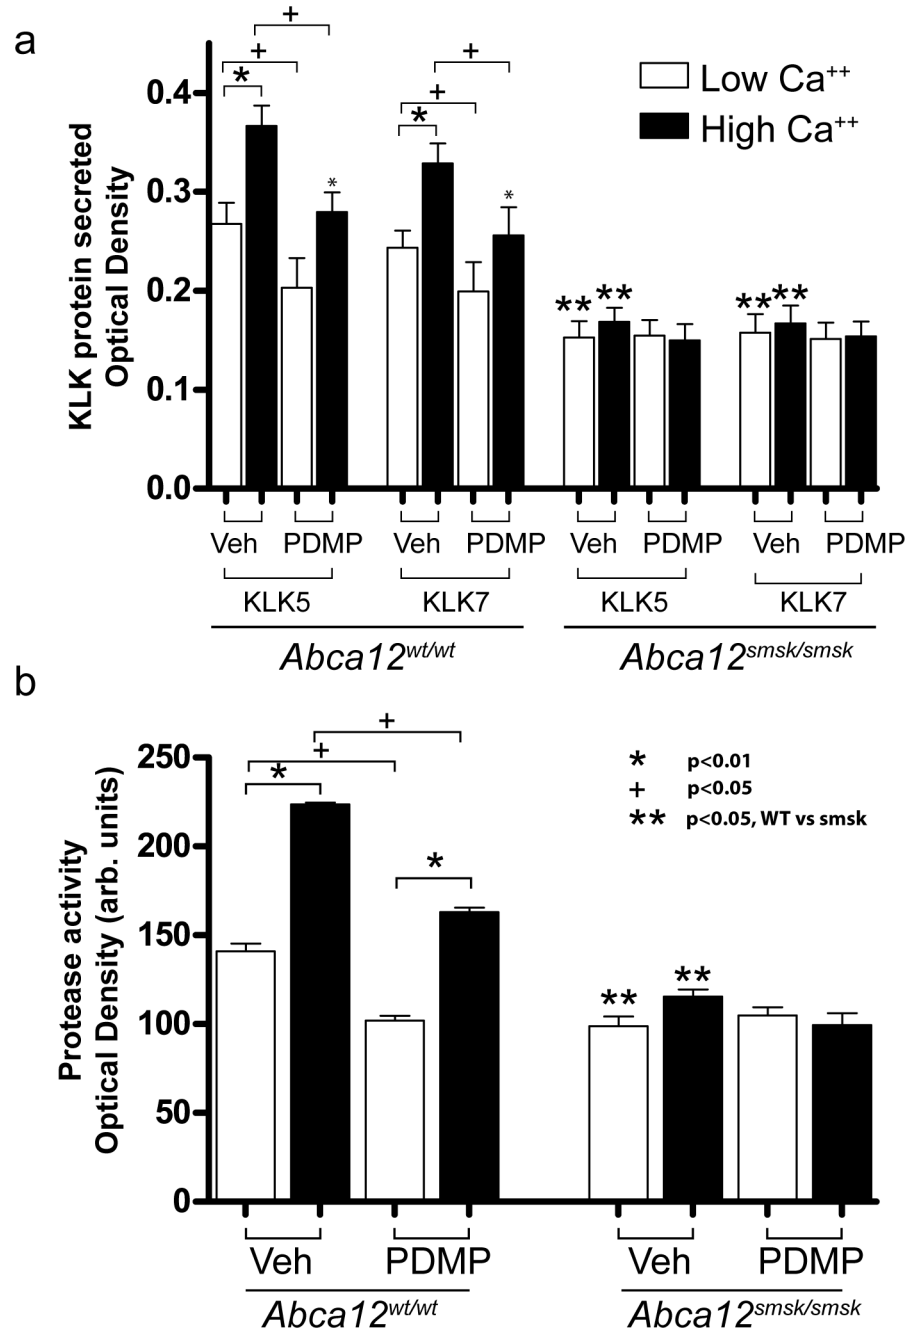 a
KLK protein secreted
Optical Density
0.4
0.3
0.2
0.1
0.0
Low Ca++
High Ca++
+
+
*
+
+
*
*
*
** **
** **
Veh PDMP Veh PDMP Veh PDMP Veh PDMP
KLK5 KLK7 KLK5 KLK7
Abca12wt/wt Abca12smsk/smsk
b
Protease activity
Optical Density (arb. units)
250
200
150
100
50
0
+
+
*
*
**
**
* p<0.01
+ p<0.05
** p<0.05, WT vs smsk
Veh PDMP Veh PDMP
Abca12wt/wt Abca12smsk/smsk